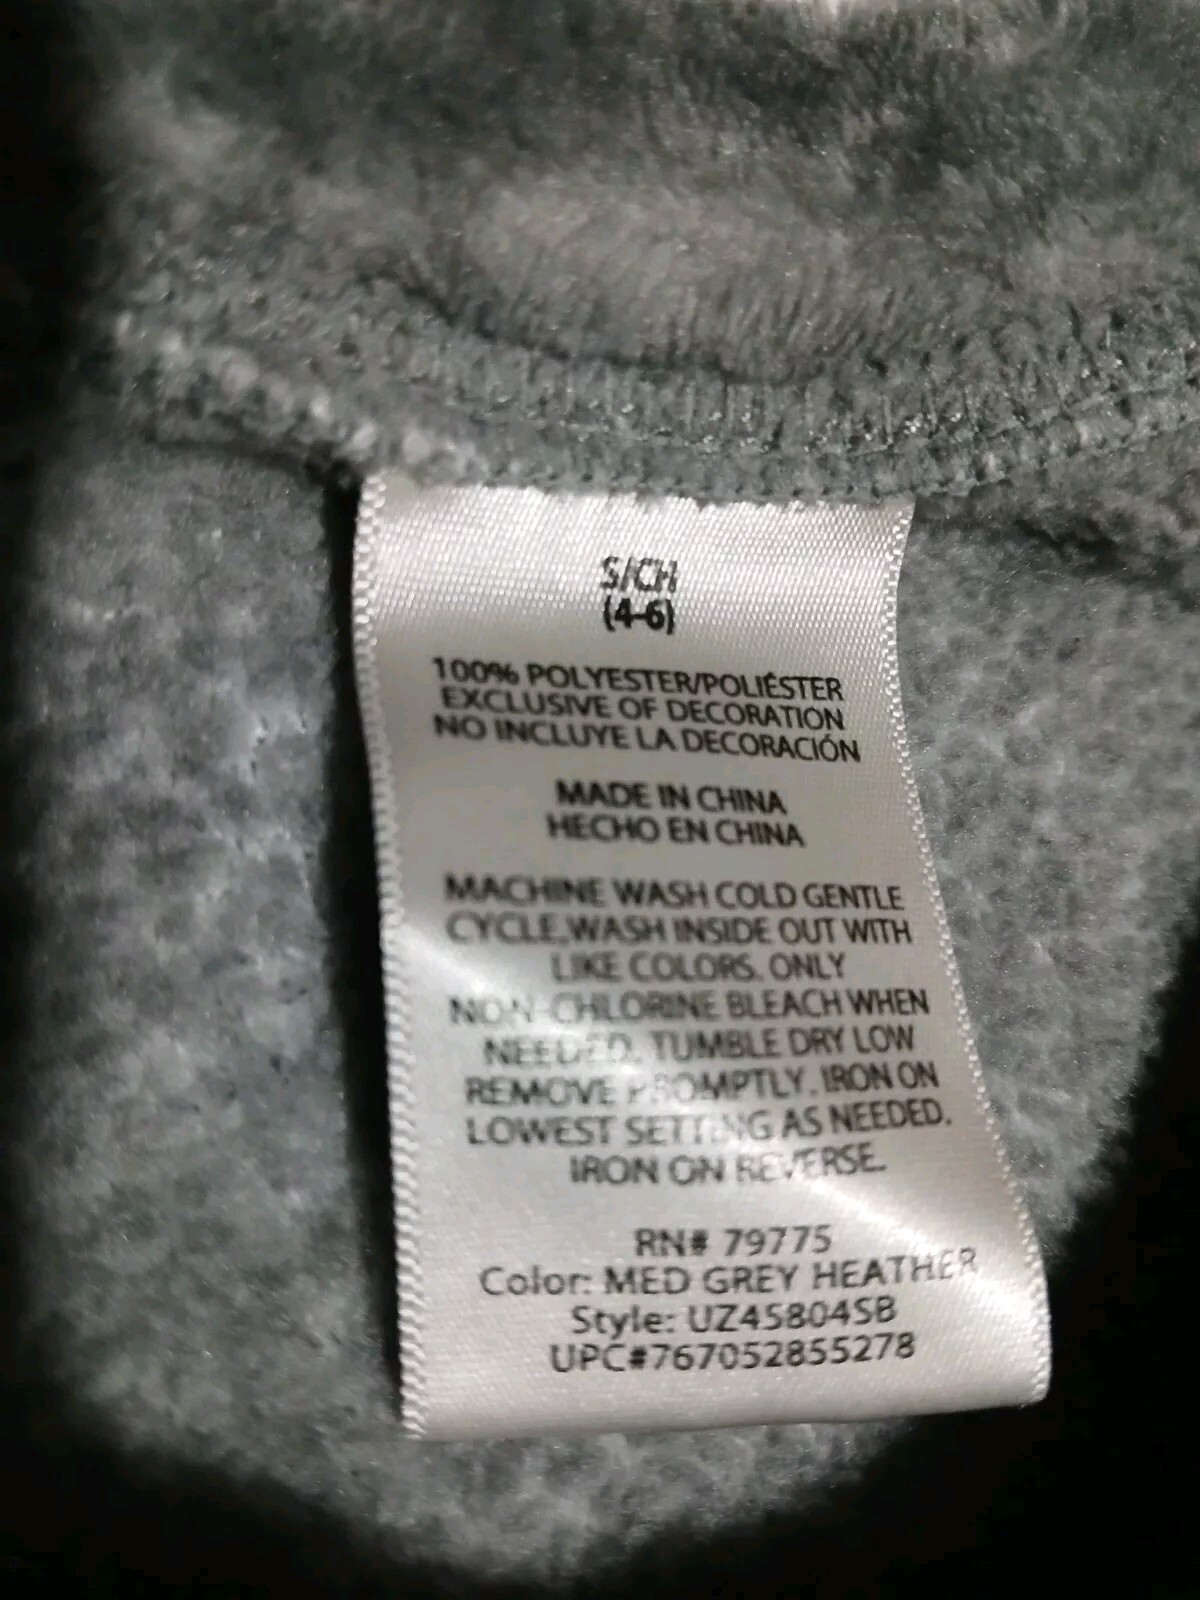 S/CH
(4-6)
100% POLYESTER/POLIÉSTER
EXCLUSIVE OF DECORATION
NO INCLUYE LA DECORACIÓN
MADE IN CHINA
HECHO EN CHINA
MACHINE WASH COLD GENTLE
CYCLE.WASH INSIDE OUT WITH
LIKE COLORS. ONLY
NON-CHLORINE BLEACH WHEN
NEEDED. TUMBLE DRY LOW
REMOVE PROMPTLY. IRON ON
LOWEST SETTING AS NEEDED.
IRON ON REVERSE.
RN# 79775
Color: MED GREY HEATHER
Style: UZ45804SB
UPC#767052855278